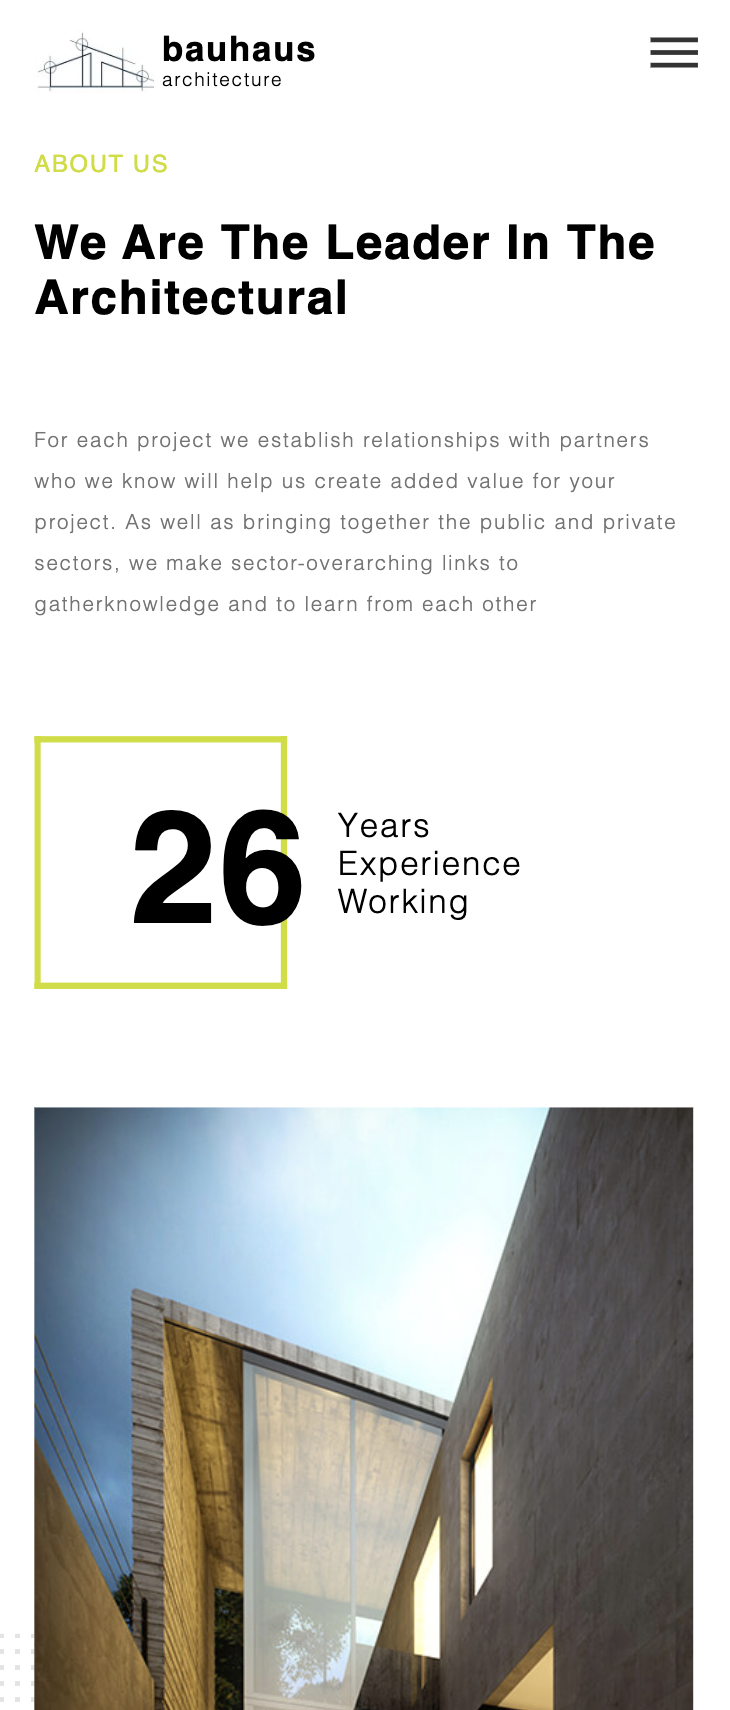 bauhaus
architecture
ABOUT US
We Are The Leader In The
Architectural
For each project we establish relationships with partners
who we know will help us create added value for your
project. As well as bringing together the public and private
sectors, we make sector-overarching links to
gatherknowledge and to learn from each other
26
Years
Experience
Working